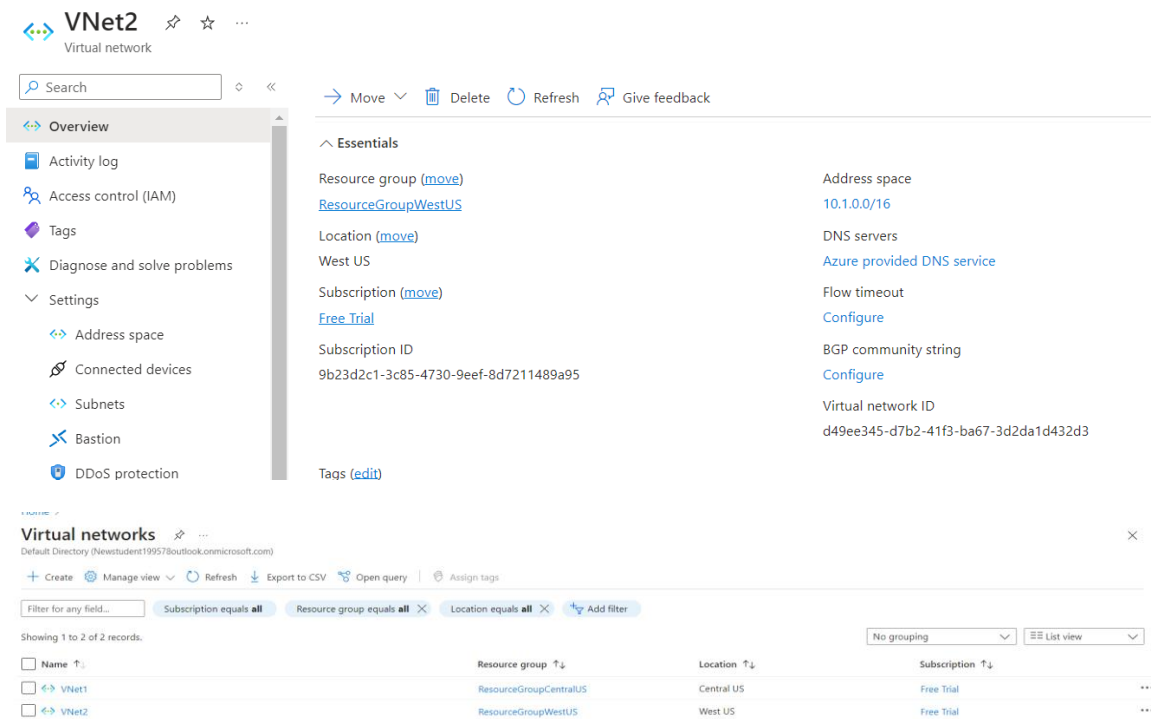 VNet2
Virtual network
Search
Overview
Activity log
Access control (IAM)
Tags
Diagnose and solve problems
Settings
Address space
Connected devices
Subnets
Bastion
DDoS protection
Move Delete Refresh Give feedback
Essentials
Resource group (move)
ResourceGroupWestUS
Location (move)
West US
Subscription (move)
Free Trial
Subscription ID
9b23d2c1-3c85-4730-9eef-8d7211489a95
Address space
10.1.0.0/16
DNS servers
Azure provided DNS service
Flow timeout
Configure
BGP community string
Configure
Virtual network ID
d49ee345-d7b2-41f3-ba67-3d2da1d432d3
Tags (edit)
Home >
Virtual networks
Default Directory (Newstudent199578outlook.onmicrosoft.com)
+ Create Manage view Refresh Export to CSV Open query Assign tags
Filter for any field... Subscription equals all Resource group equals all Location equals all Add filter
Showing 1 to 2 of 2 records. No grouping List view
Name Resource group Location Subscription
VNet1 ResourceGroupCentralUS Central US Free Trial
VNet2 ResourceGroupWestUS West US Free Trial